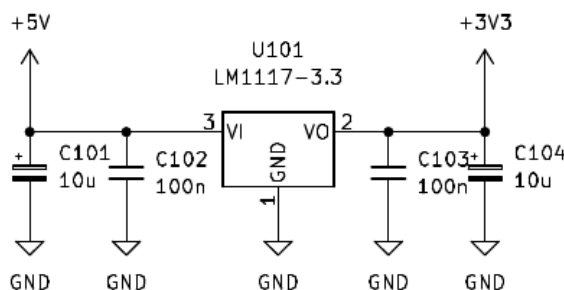 +5V
+3V3
U101
LM1117-3.3
3 VI VO 2
GND
1
+ C101
10u
C102
100n
C103
100n
+ C104
10u
GND GND GND GND GND